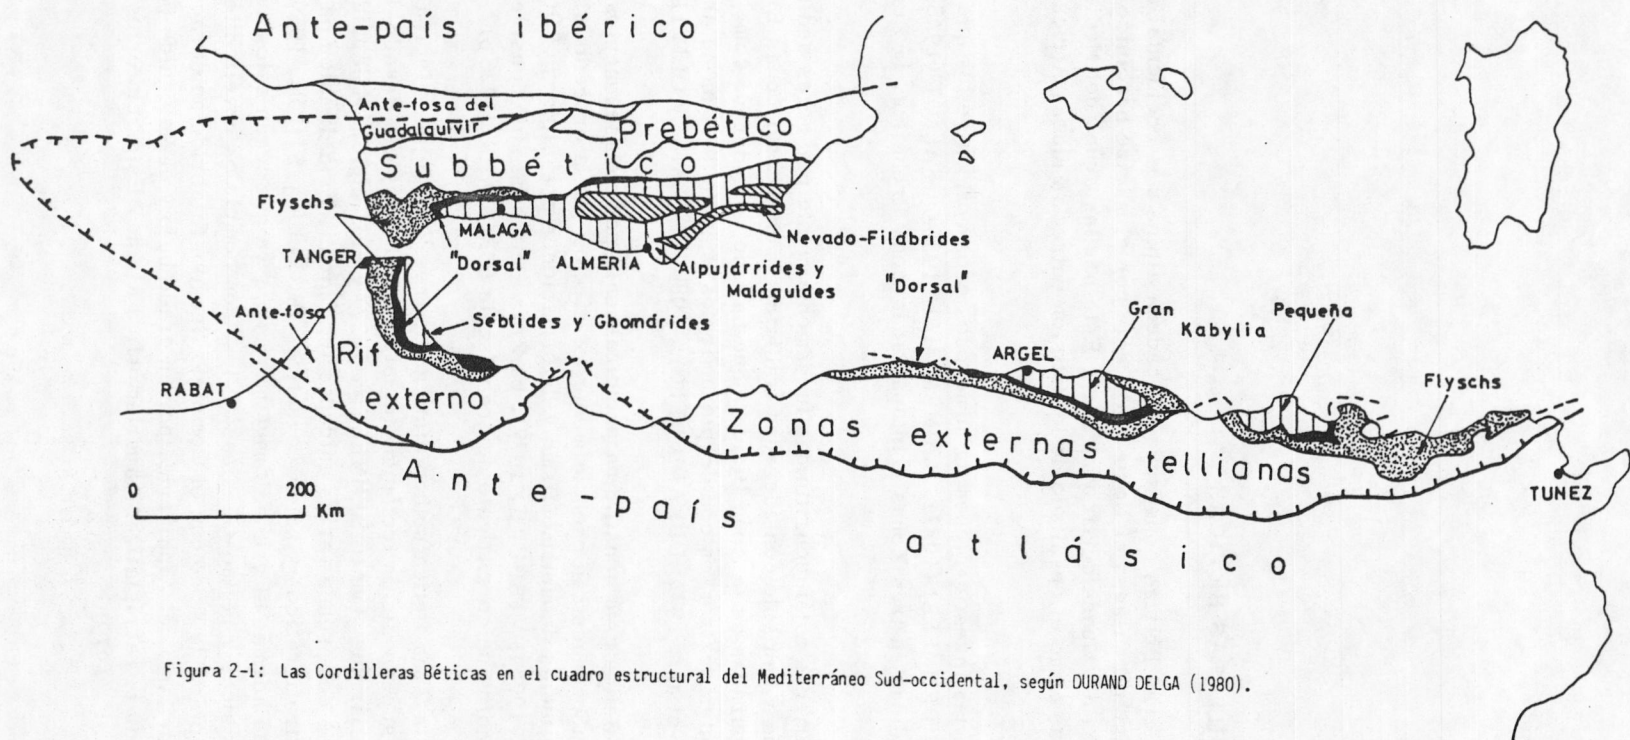 Ante-país ibérico
Ante-fosa del
Guadalquivir
Prebético
Subbético
Flyschs
MALAGA
Nevado-Filábrides
TANGER
"Dorsal"
ALMERIA
Alpujárrides y
Maláguides
"Dorsal"
Ante-fosa
Sébtides y Ghomárides
Gran
Kabylia
Pequeña
Rif
externo
ARGEL
RABAT
Flyschs
Zonas externas tellianas
Ante-país
atlásico
TUNEZ
0 200
Km
Figura 2-1: Las Cordilleras Béticas en el cuadro estructural del Mediterráneo Sud-occidental, según DURAND DELGA (1980).